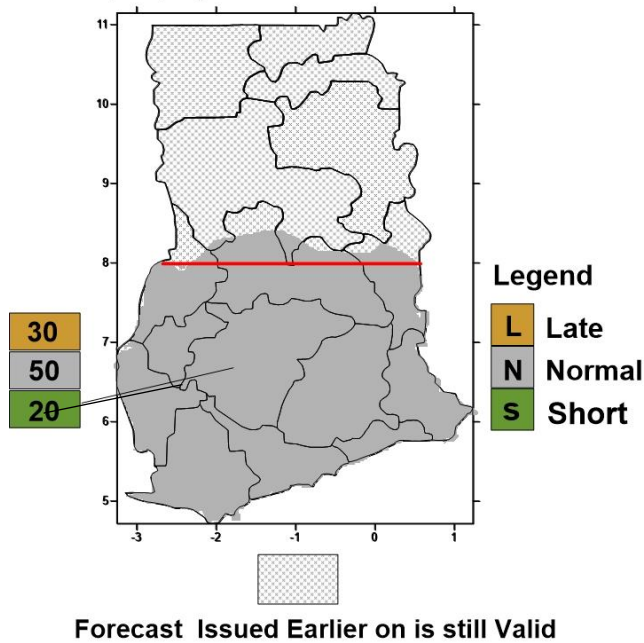 11
10
9
8
7
6
5
-3 -2 -1 0 1
30
50
20
Legend
L Late
N Normal
S Short
Forecast Issued Earlier on is still Valid